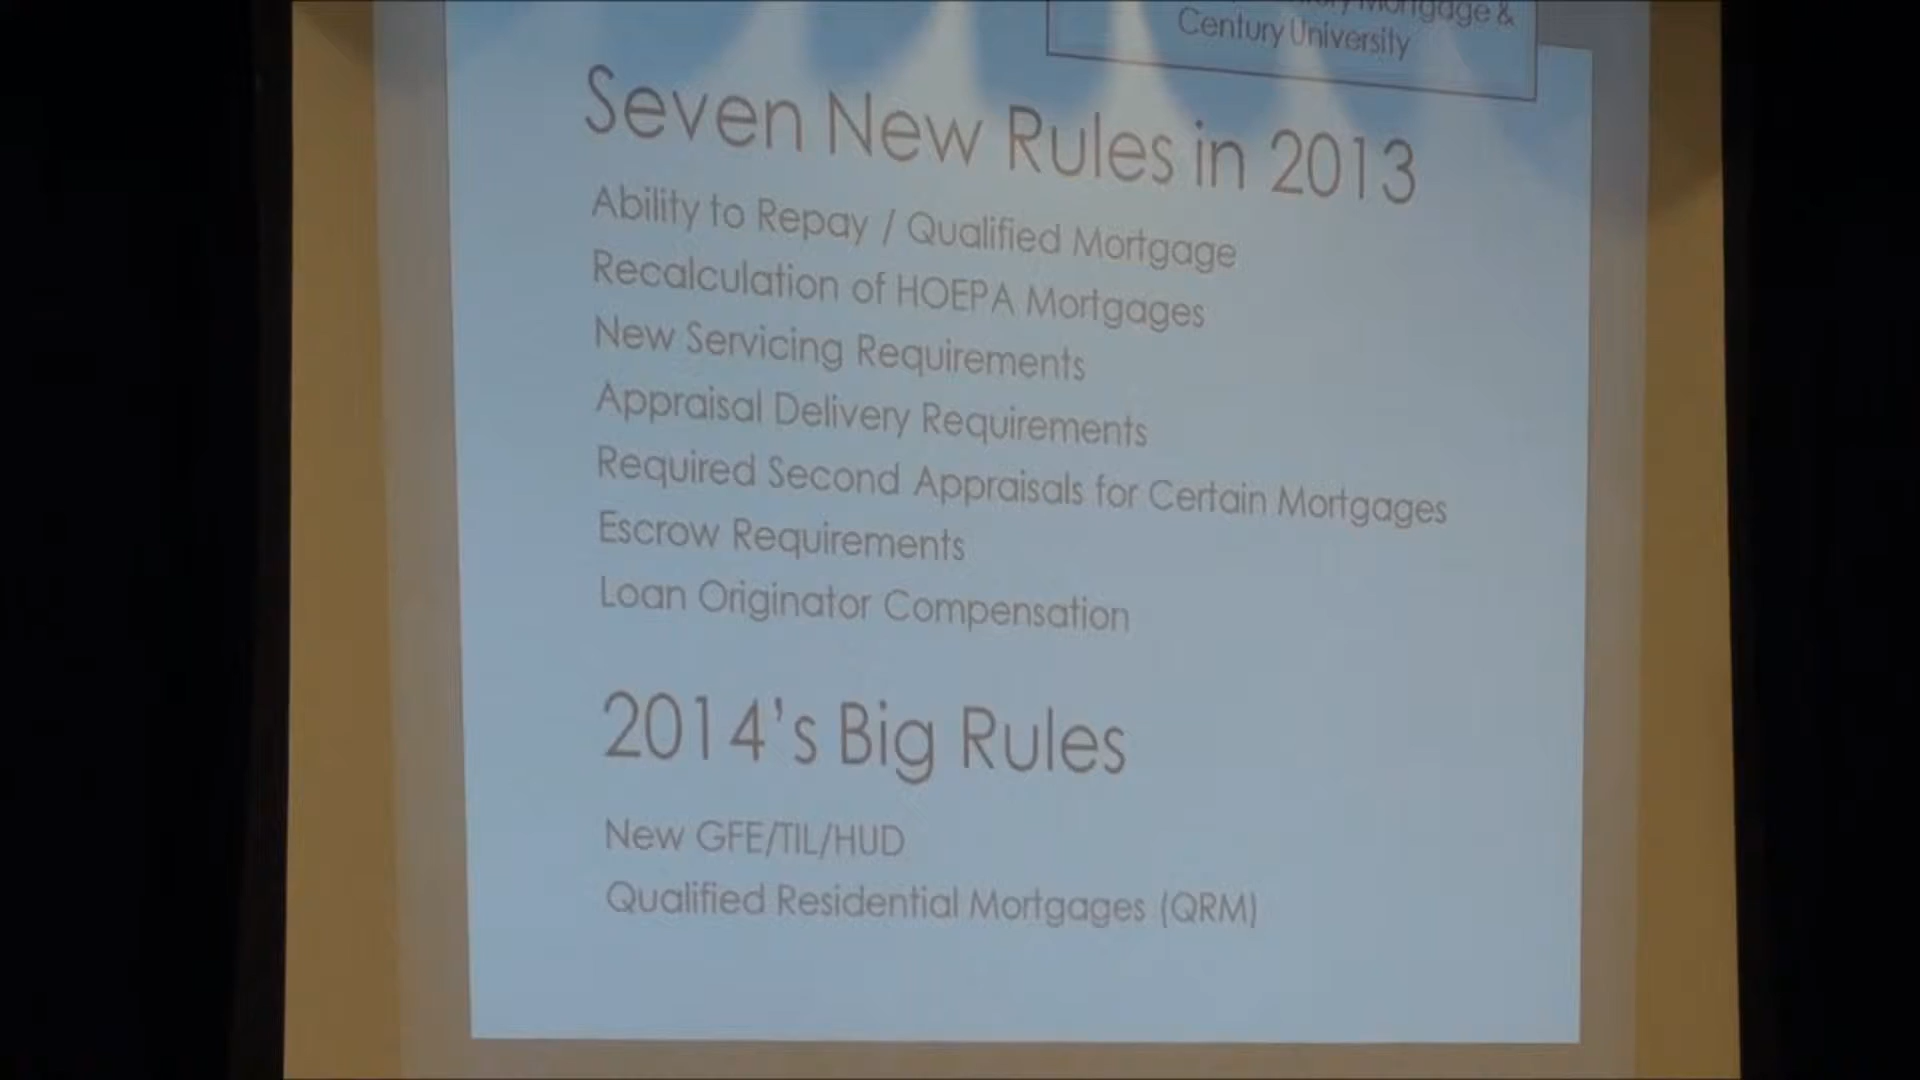 Mortgage &
Century University
Seven New Rules in 2013
Ability to Repay / Qualified Mortgage
Recalculation of HOEPA Mortgages
New Servicing Requirements
Appraisal Delivery Requirements
Required Second Appraisals for Certain Mortgages
Escrow Requirements
Loan Originator Compensation
2014's Big Rules
New GFE/TIL/HUD
Qualified Residential Mortgages (QRM)